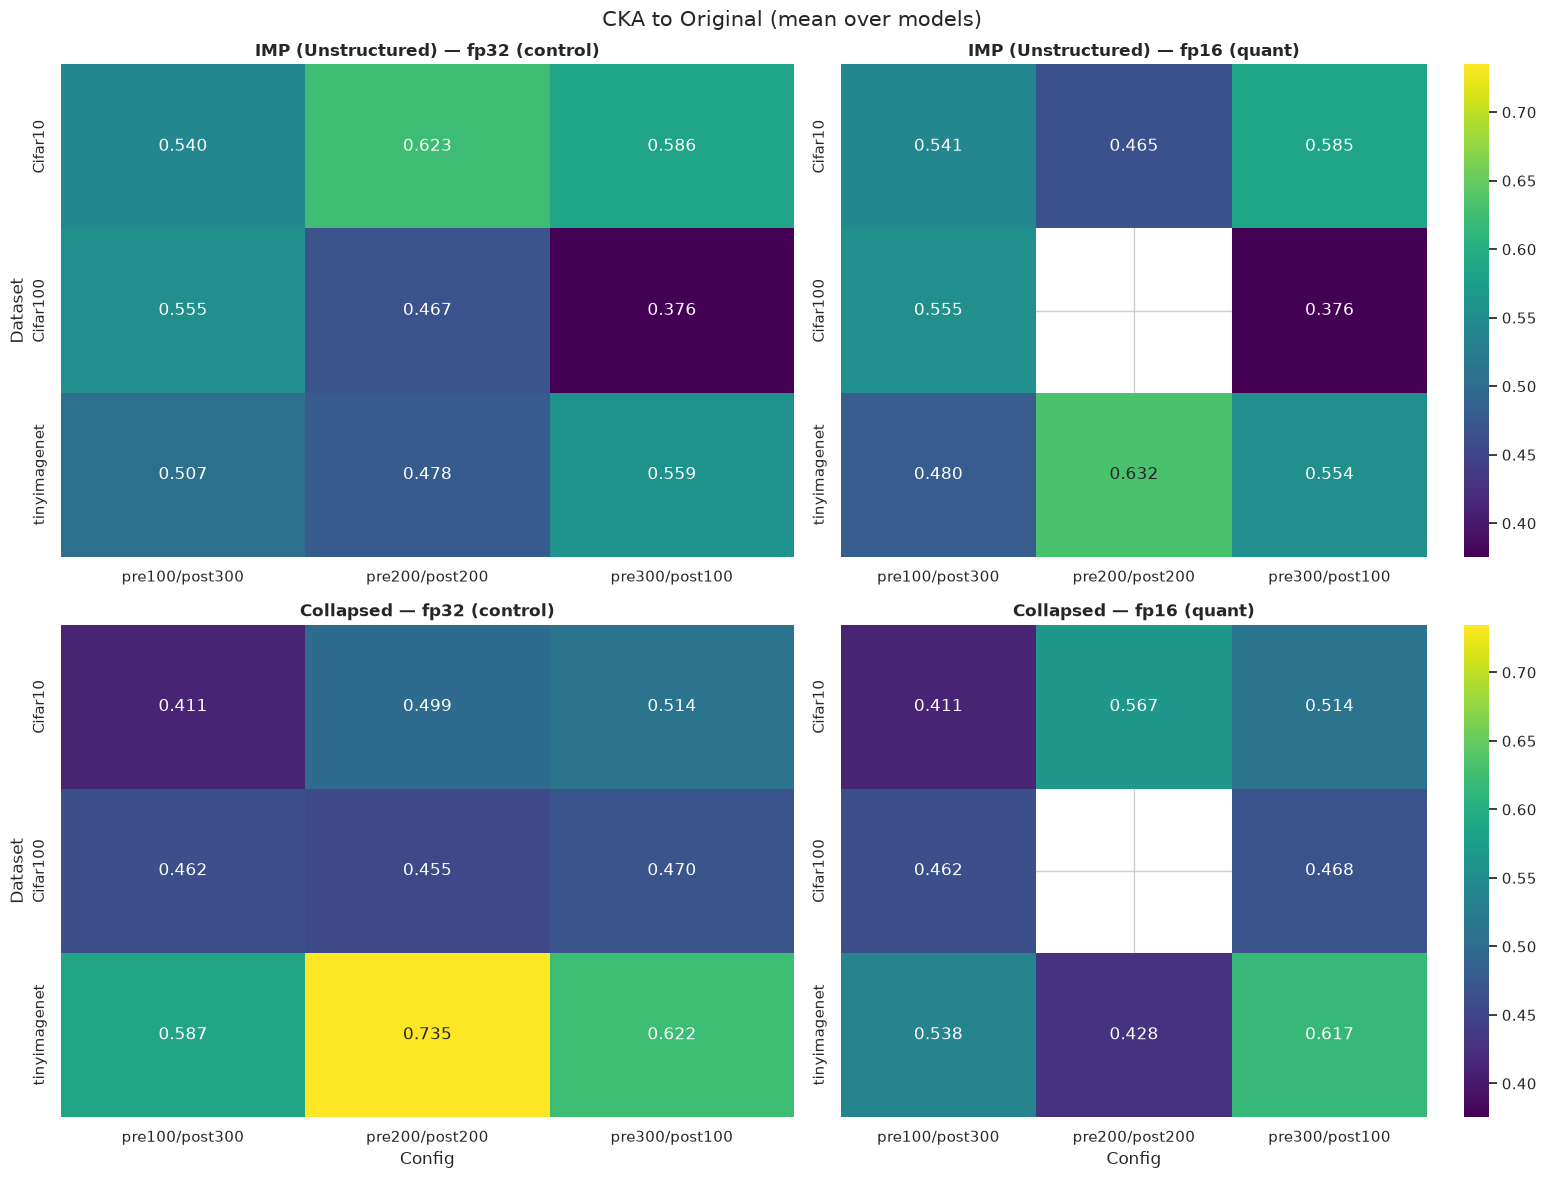 CKA to Original (mean over models)
IMP (Unstructured) — fp32 (control)
Dataset
Cifar10
0.540 0.623 0.586
Cifar100
0.555 0.467 0.376
tinyimagenet
0.507 0.478 0.559
pre100/post300 pre200/post200 pre300/post100
IMP (Unstructured) — fp16 (quant)
Cifar10
0.541 0.465 0.585
Cifar100
0.555 0.376
tinyimagenet
0.480 0.632 0.554
pre100/post300 pre200/post200 pre300/post100
0.70
0.65
0.60
0.55
0.50
0.45
0.40
Collapsed — fp32 (control)
Dataset
Cifar10
0.411 0.499 0.514
Cifar100
0.462 0.455 0.470
tinyimagenet
0.587 0.735 0.622
pre100/post300 pre200/post200 pre300/post100
Config
Collapsed — fp16 (quant)
Cifar10
0.411 0.567 0.514
Cifar100
0.462 0.468
tinyimagenet
0.538 0.428 0.617
pre100/post300 pre200/post200 pre300/post100
Config
0.70
0.65
0.60
0.55
0.50
0.45
0.40